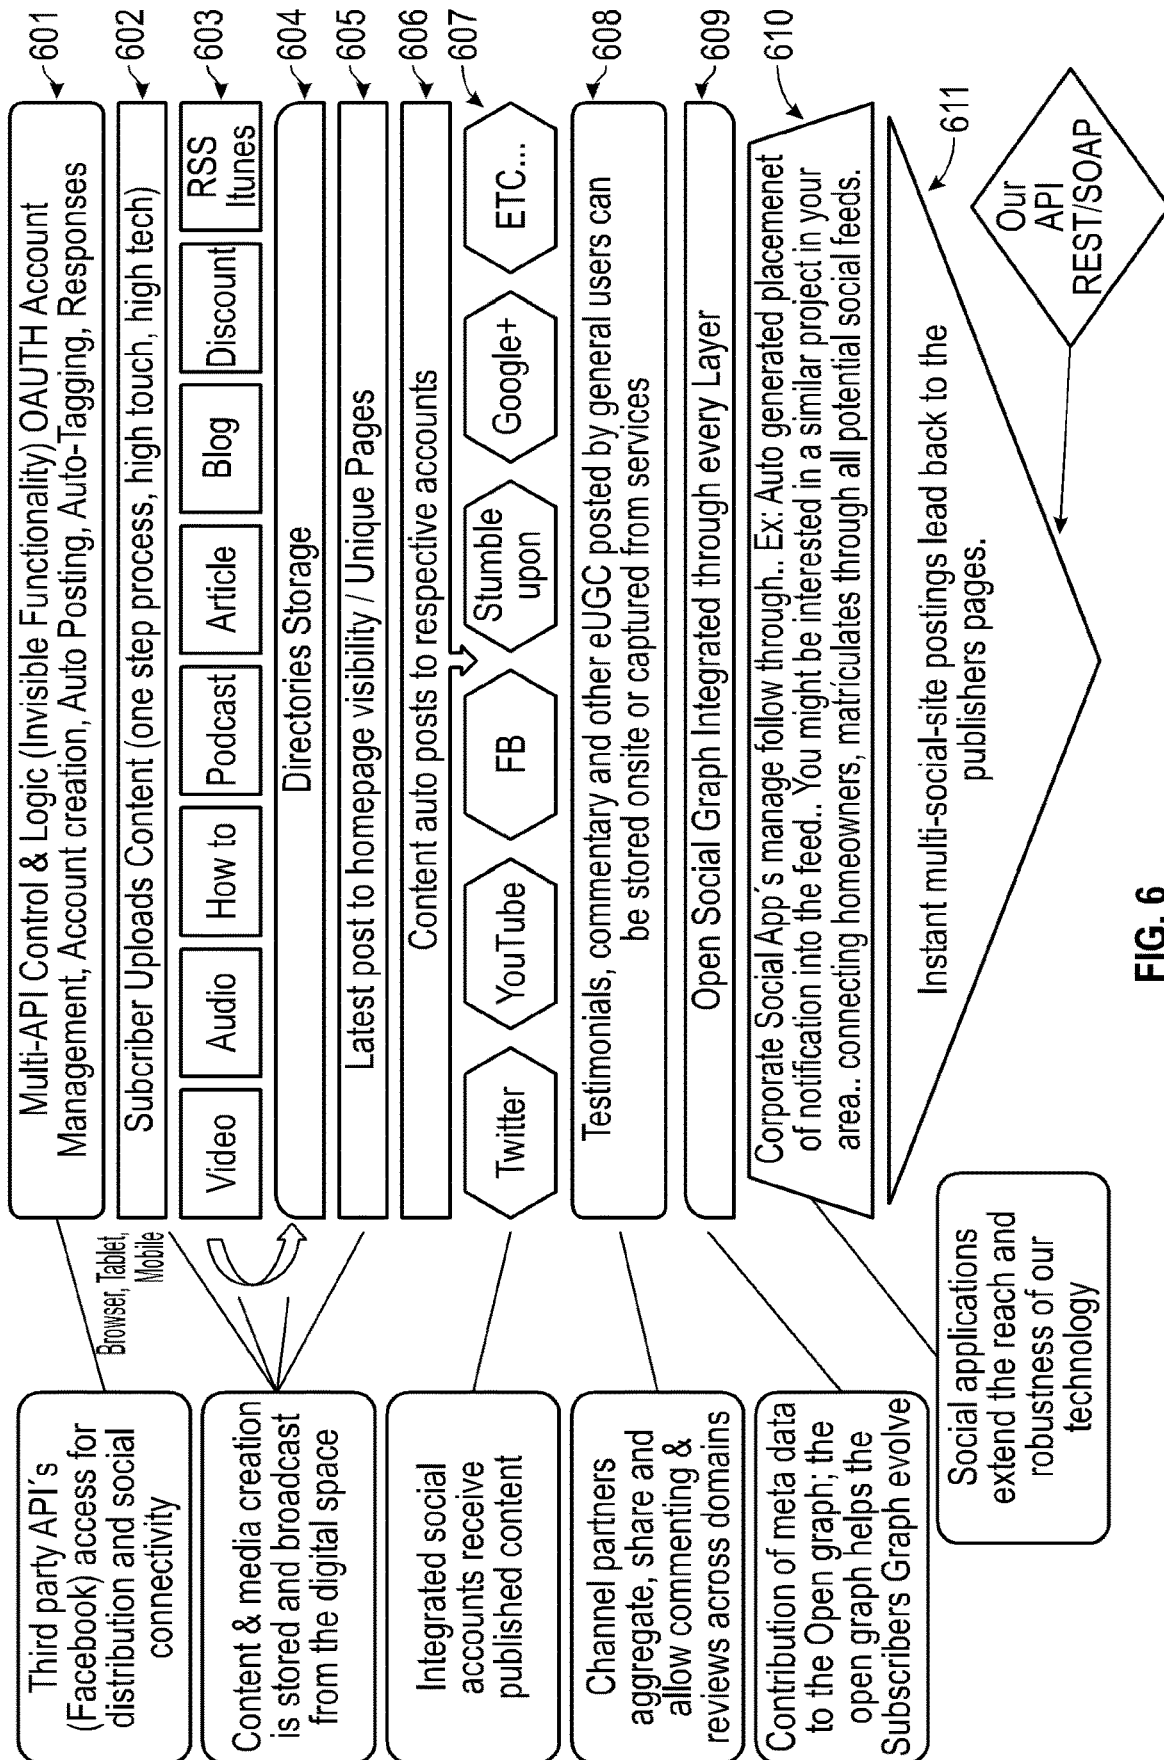 Third party API´s
(Facebook) access for
distribution and social
connectivity
Content & media creation
is stored and broadcast
from the digital space
Integrated social
accounts receive
published content
Channel partners
aggregate, share and
allow commenting &
reviews across domains
Contribution of meta data
to the Open graph; the
open graph helps the
Subscribers Graph evolve
Social applications
extend the reach and
robustness of our
technology
Browser, Tablet,
Mobile
Multi-API Control & Logic (Invisible Functionality) OAUTH Account
Management, Account creation, Auto Posting, Auto-Tagging, Responses
601
Subcriber Uploads Content (one step process, high touch, high tech)
602
Video
Audio
How to
Podcast
Article
Blog
Discount
RSS
Itunes
603
Directories Storage
604
Latest post to homepage visibility / Unique Pages
605
Content auto posts to respective accounts
606
Twitter
YouTube
FB
Stumble
upon
Google+
ETC...
607
Testimonials, commentary and other eUGC posted by general users can
be stored onsite or captured from services
608
Open Social Graph Integrated through every Layer
609
Corporate Social App´s manage follow through.. Ex: Auto generated placemenet
of notification into the feed.. You might be interested in a similar project in your
area.. connecting homeowners, matriculates through all potential social feeds.
610
Instant multi-social-site postings lead back to the
publishers pages.
611
Our
API
REST/SOAP
FIG. 6